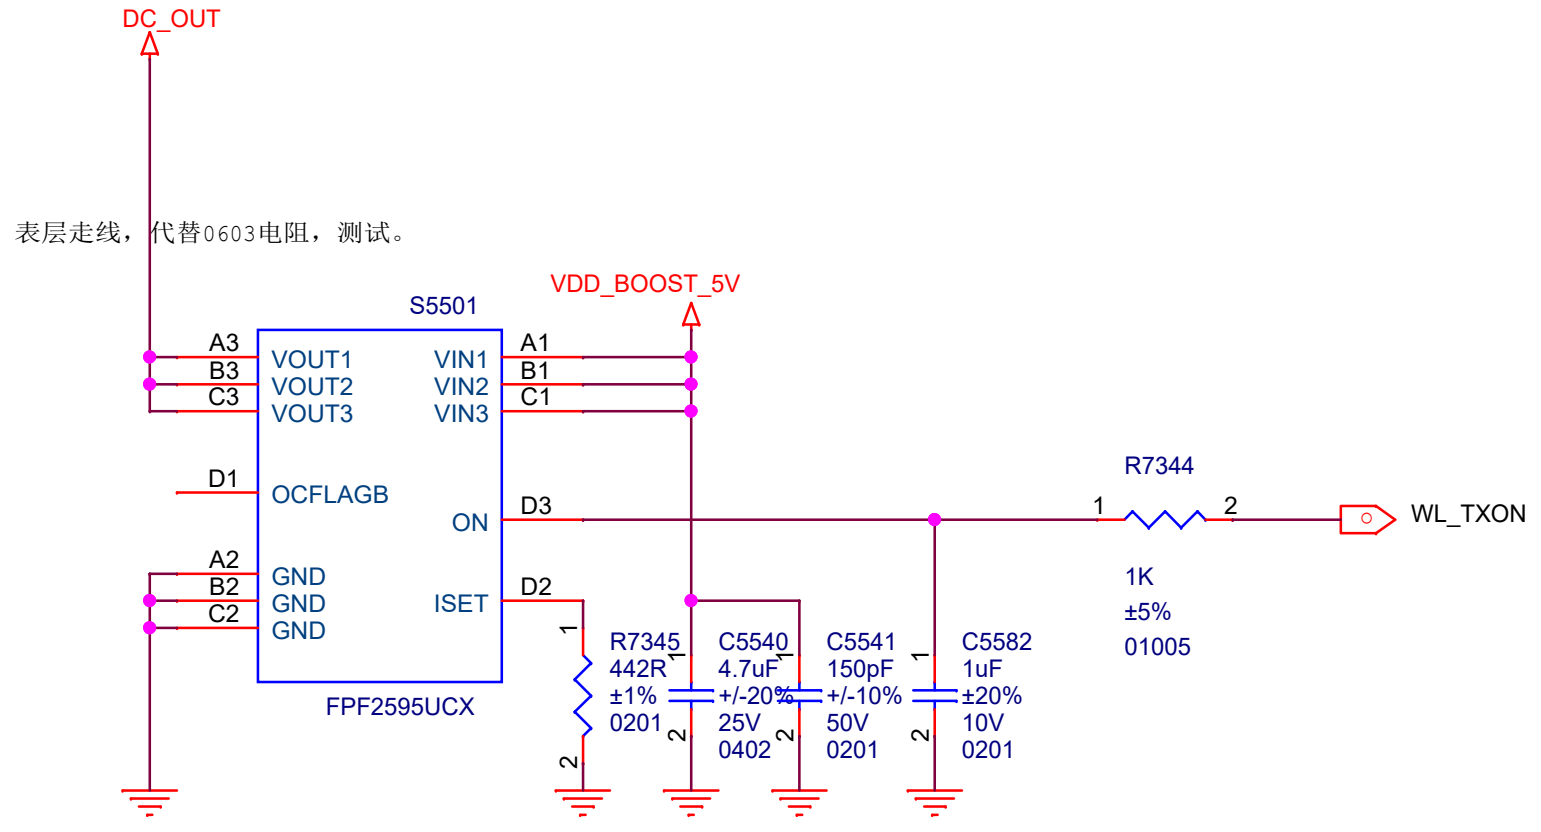 DC_OUT
表层走线，代替0603电阻，测试。
VDD_BOOST_5V
S5501
A3
VOUT1
VIN1
A1
B3
VOUT2
VIN2
B1
C3
VOUT3
VIN3
C1
D1
OCFLAGB
ON
D3
A2
GND
B2
GND
ISET
D2
C2
GND
FPF2595UCX
R7344
1
2
WL_TXON
1K
±5%
01005
1
R7345
442R
±1%
0201
2
1
C5540
4.7uF
+/-20%
25V
0402
2
1
C5541
150pF
+/-10%
50V
0201
2
1
C5582
1uF
±20%
10V
0201
2